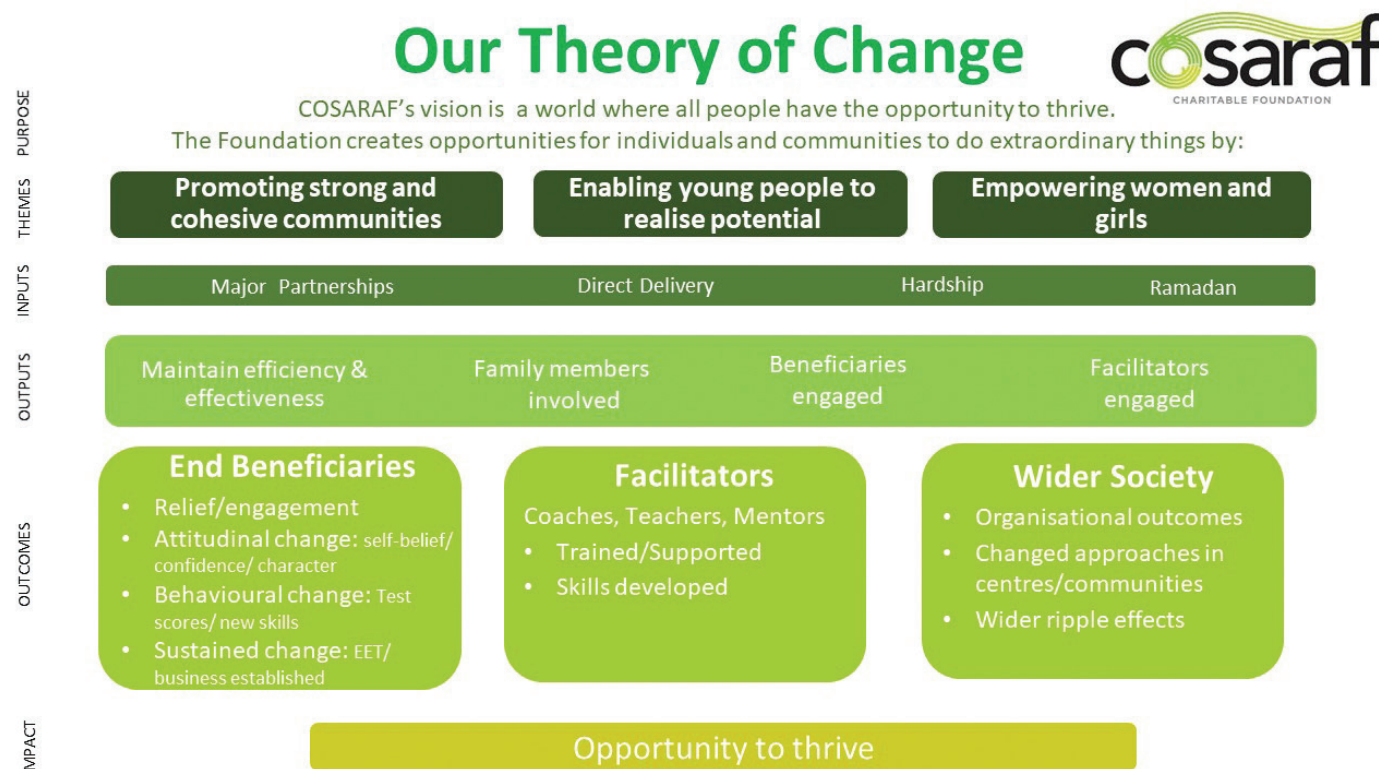 Our Theory of Change
cosaraf
CHARITABLE FOUNDATION
PURPOSE
COSARAF's vision is a world where all people have the opportunity to thrive.
The Foundation creates opportunities for individuals and communities to do extraordinary things by:
THEMES
Promoting strong and
cohesive communities
Enabling young people to
realise potential
Empowering women and
girls
INPUTS
Major Partnerships
Direct Delivery
Hardship
Ramadan
OUTPUTS
Maintain efficiency &
effectiveness
Family members
involved
Beneficiaries
engaged
Facilitators
engaged
OUTCOMES
End Beneficiaries
• Relief/engagement
• Attitudinal change: self-belief/
confidence/ character
• Behavioural change: Test
scores/ new skills
• Sustained change: EET/
business established
Facilitators
Coaches, Teachers, Mentors
• Trained/Supported
• Skills developed
Wider Society
• Organisational outcomes
• Changed approaches in
centres/communities
• Wider ripple effects
MPACT
Opportunity to thrive